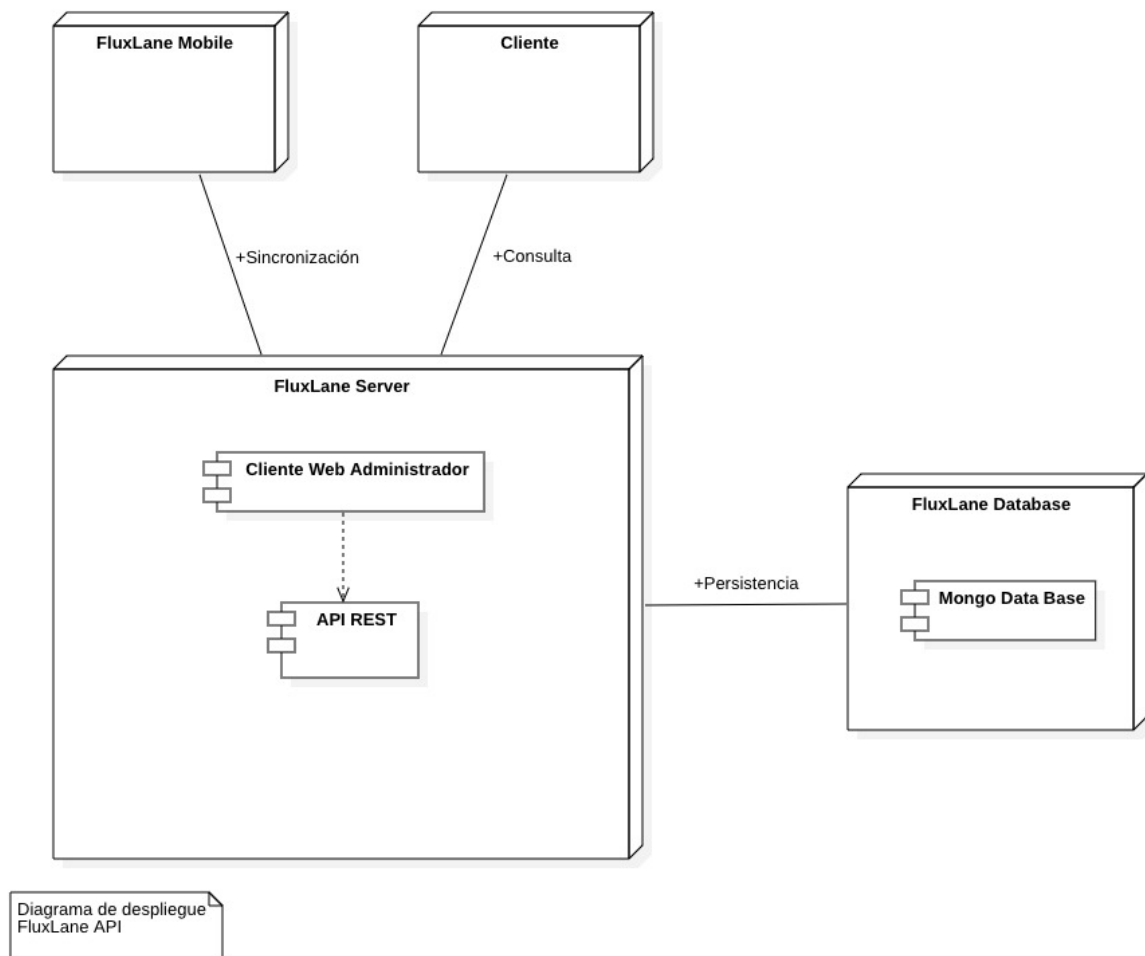 FluxLane Mobile
Cliente
+Sincronización
+Consulta
FluxLane Server
Cliente Web Administrador
API REST
+Persistencia
FluxLane Database
Mongo Data Base
Diagrama de despliegue
FluxLane API